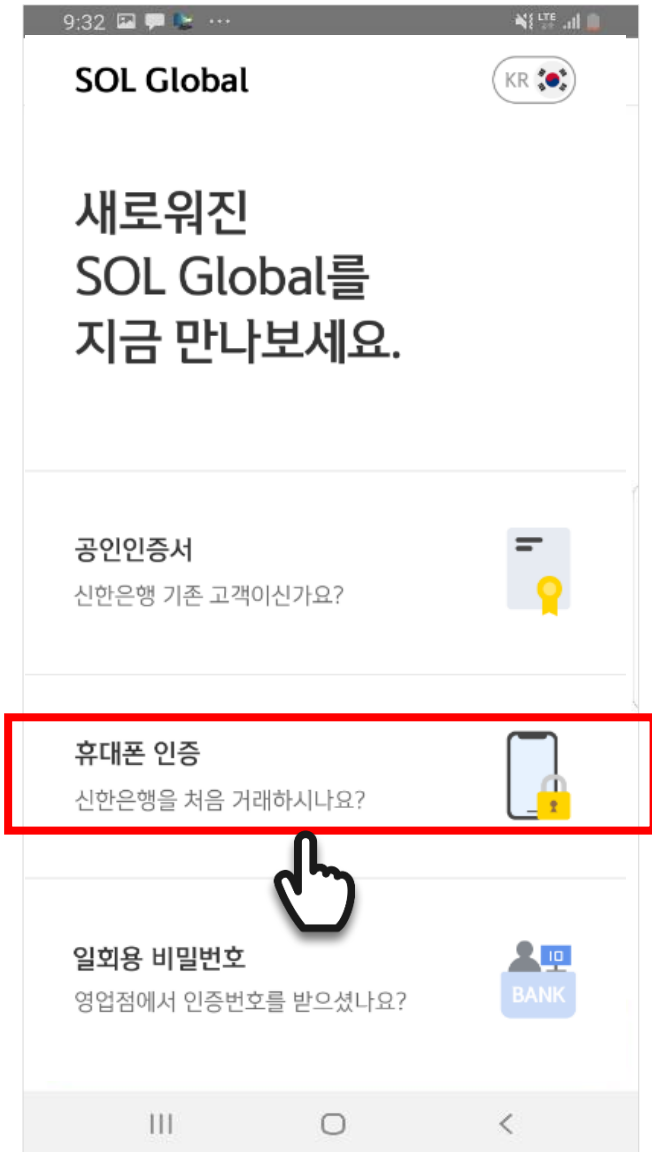 9:32
LTE
SOL Global
KR
새로워진
SOL Global를
지금 만나보세요.
공인인증서
신한은행 기존 고객이신가요?
휴대폰 인증
신한은행을 처음 거래하시나요?
일회용 비밀번호
영업점에서 인증번호를 받으셨나요?
ID
BANK